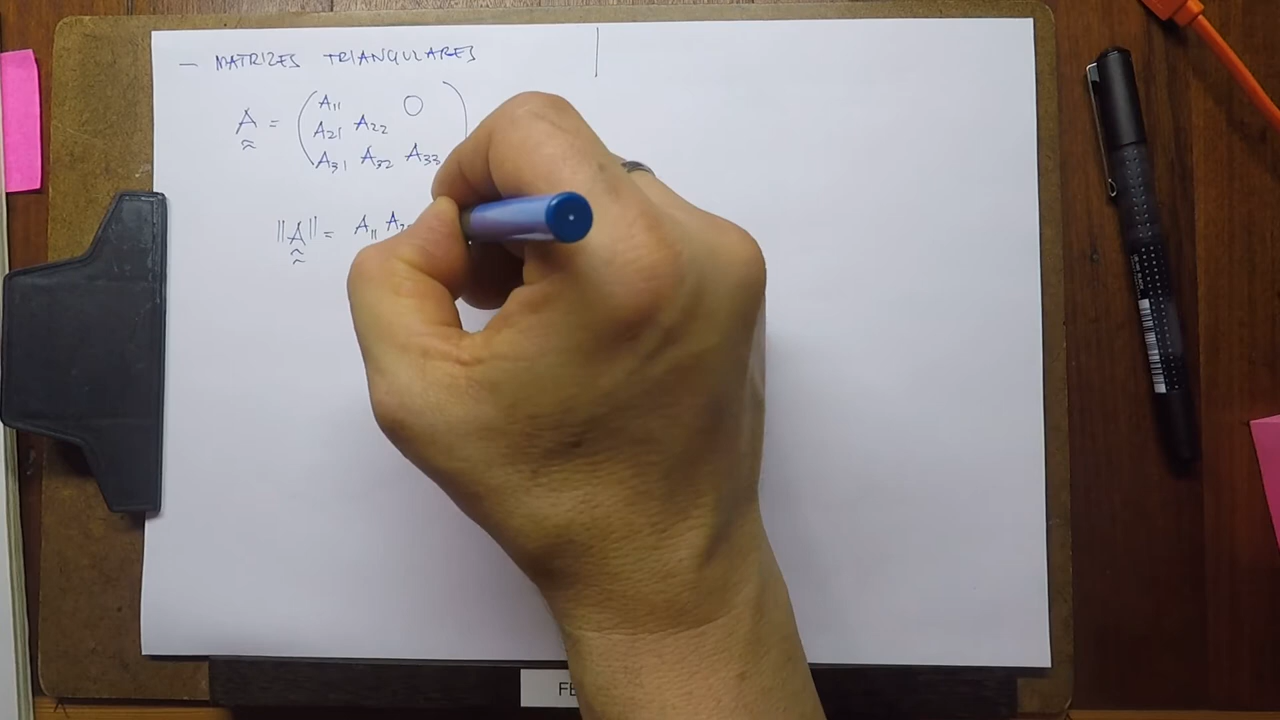 — MATRIZES TRIANGULARES
A = ( A11 0
A21 A22
A31 A32 A33 )
||A|| = A11